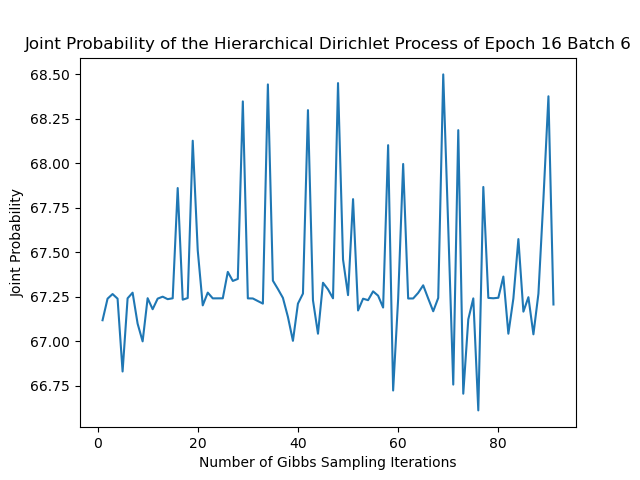 Joint Probability of the Hierarchical Dirichlet Process of Epoch 16 Batch 6
68.50
68.25
68.00
67.75
67.50
67.25
67.00
66.75
Joint Probability
0 20 40 60 80
Number of Gibbs Sampling Iterations